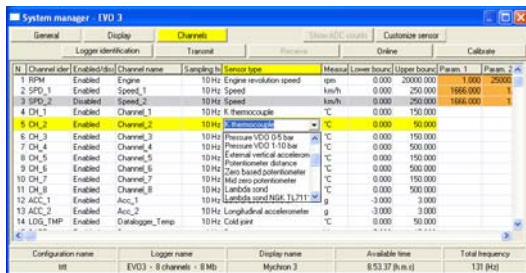 System manager - EVO 3
General Display Channels Show ADC counts Customize sensor
Logger identification Transmit Receive Online Calibrate
N Channel iden Enabled/disa Channel name Sampling fre Sensor type Measu Lower bounc Upper bounc Param. 1 Param. 2
1 RPM Enabled Engine 10 Hz Engine revolution speed rpm 0.000 20000.000 1.000 25000
2 SPD_1 Enabled Speed_1 10 Hz Speed km/h 0.000 250.000 1666.000 1
3 SPD_2 Disabled Speed_2 10 Hz Speed km/h 0.000 250.000 1666.000 1
4 CH_1 Enabled Channel_1 10 Hz K thermocouple °C 0.000 150.000
5 CH_2 Enabled Channel_2 10 Hz K thermocouple °C 0.000 50.000
6 CH_3 Enabled Channel_3 10 Hz Pressure VDO 0-5 bar °C 0.000 150.000
7 CH_4 Enabled Channel_4 10 Hz Pressure VDO 1-10 bar °C 0.000 500.000
8 CH_5 Enabled Channel_5 10 Hz External vertical accelerom °C 0.000 150.000
9 CH_6 Enabled Channel_6 10 Hz Potentiometer distance °C 0.000 500.000
Zero based potentiometer
10 CH_7 Enabled Channel_7 10 Hz Mid zero potentiometer °C 0.000 150.000
11 CH_8 Enabled Channel_8 10 Hz Lambda sond °C 0.000 500.000
12 ACC_1 Enabled Acc_1 10 Hz Lambda sond NGK TL711 g -3.000 3.000
13 ACC_2 Enabled Acc_2 10 Hz Longitudinal accelerometer g -3.000 3.000
14 LOG_TMP Enabled Datalogger_Temp 10 Hz Cold joint °C 0.000 50.000
Configuration name Logger name Display name Available time Total frequency
EVO3 - 8 channels - 8 Mb Mychron 3 8.53.37 (h.m.s) 131 (Hz)